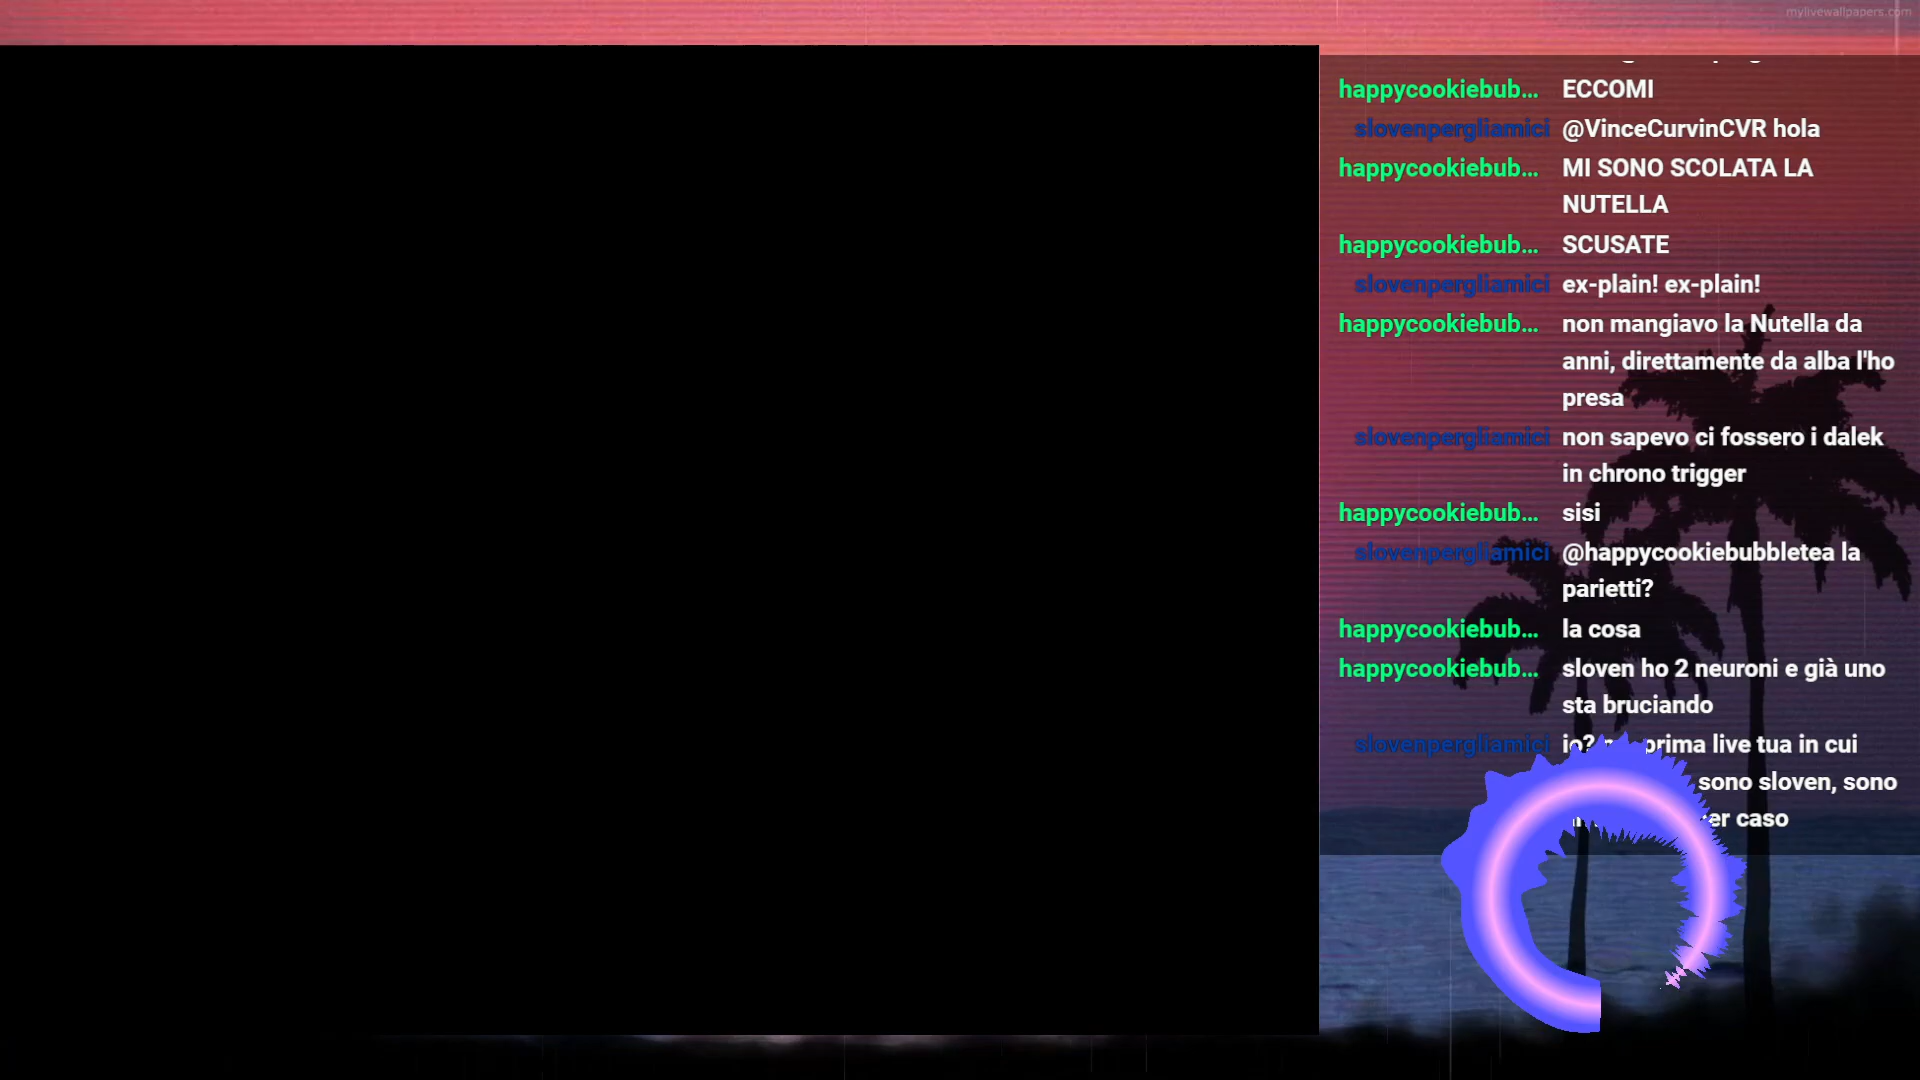 mylivewallpapers.com
happycookiebub... ECCOMI
slovenpergliamici @VinceCurvinCVR hola
happycookiebub... MI SONO SCOLATA LA
NUTELLA
happycookiebub... SCUSATE
slovenpergliamici ex-plain! ex-plain!
happycookiebub... non mangiavo la Nutella da
anni, direttamente da alba l'ho
presa
slovenpergliamici non sapevo ci fossero i dalek
in chrono trigger
happycookiebub... sisi
slovenpergliamici @happycookiebubbletea la
parietti?
happycookiebub... la cosa
happycookiebub... sloven ho 2 neuroni e già uno
sta bruciando
slovenpergliamici io? prima live tua in cui
sono sloven, sono
caso